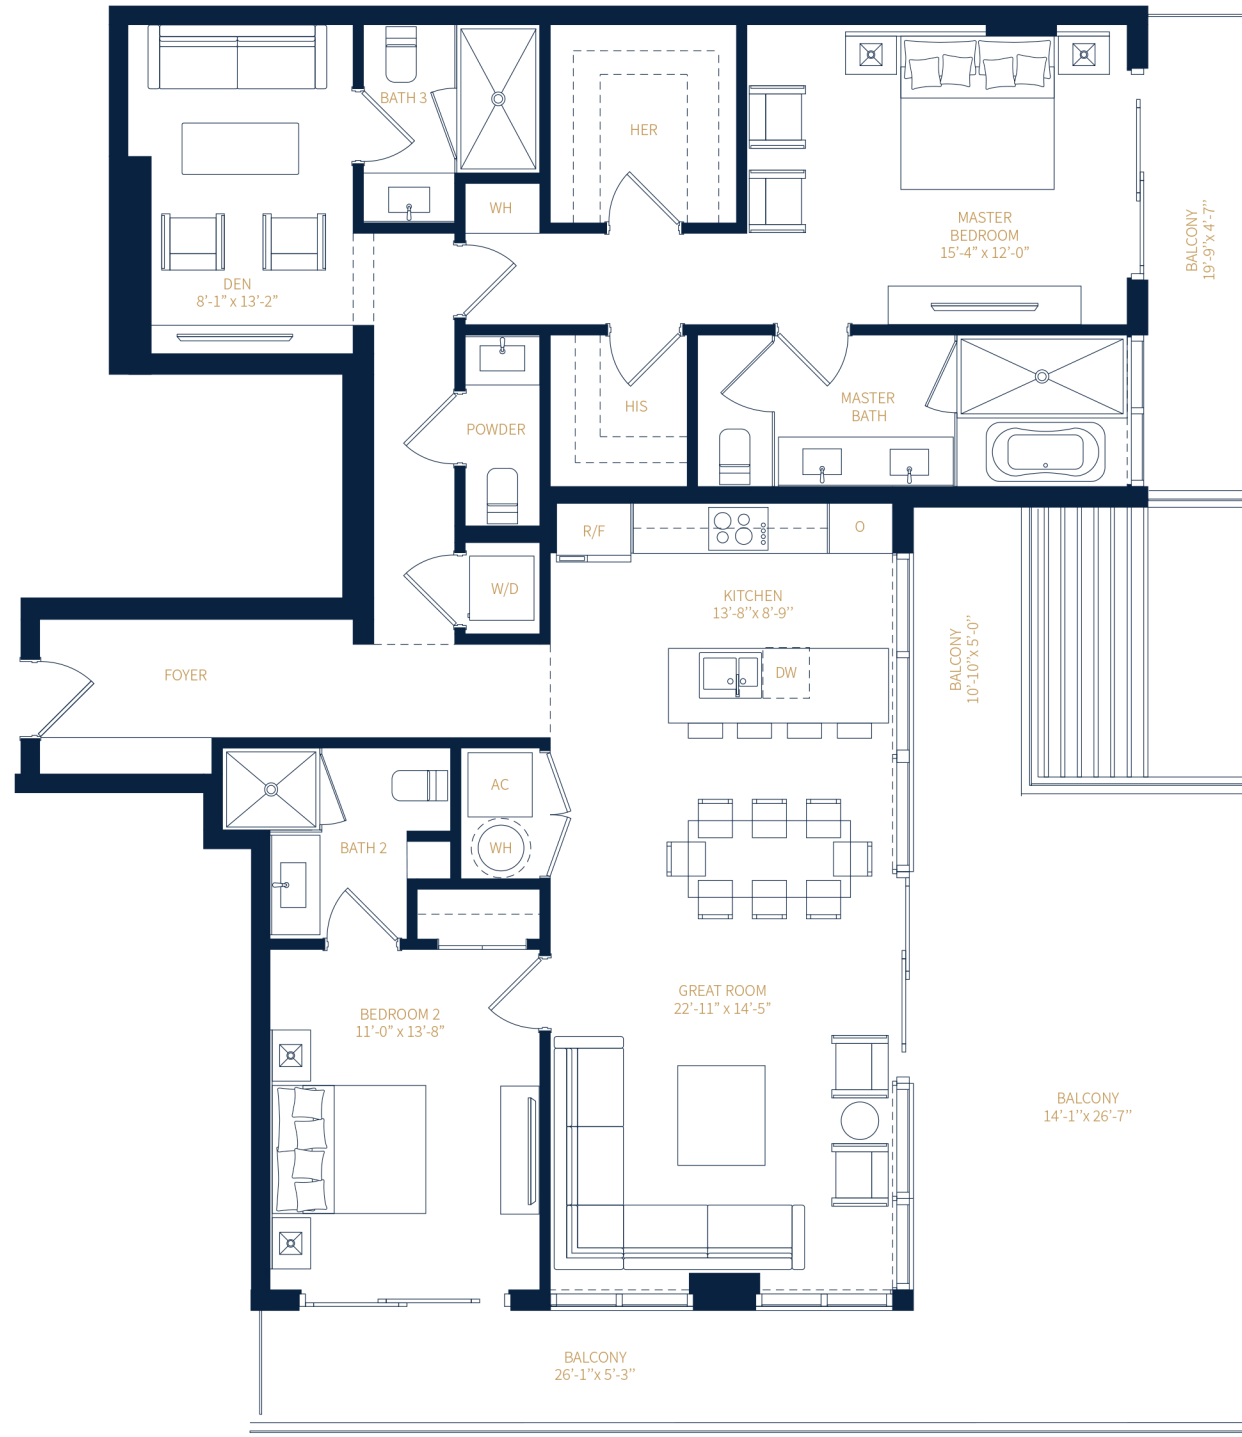 BATH 3
HER
WH
MASTER
BEDROOM
15’-4” x 12’-0”
BALCONY
19’-9’’x 4’-7’’
DEN
8’-1” x 13’-2”
HIS
MASTER
BATH
POWDER
R/F
O
W/D
KITCHEN
13’-8’’x 8’-9’’
BALCONY
10’-10’’x 5’-0’’
FOYER
DW
AC
WH
BATH 2
GREAT ROOM
22’-11” x 14’-5”
BEDROOM 2
11’-0” x 13’-8”
BALCONY
14’-1’’x 26’-7’’
BALCONY
26’-1’’x 5’-3’’